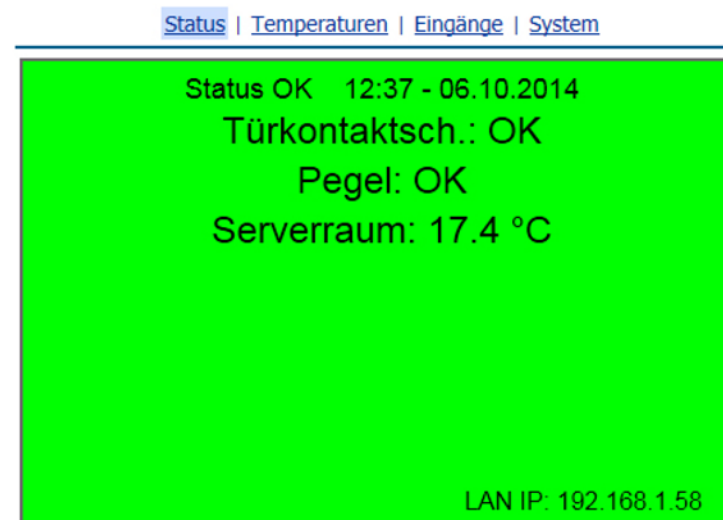 Status | Temperaturen | Eingänge | System
Status OK 12:37 - 06.10.2014
Türkontaktsch.: OK
Pegel: OK
Serverraum: 17.4 °C
LAN IP: 192.168.1.58